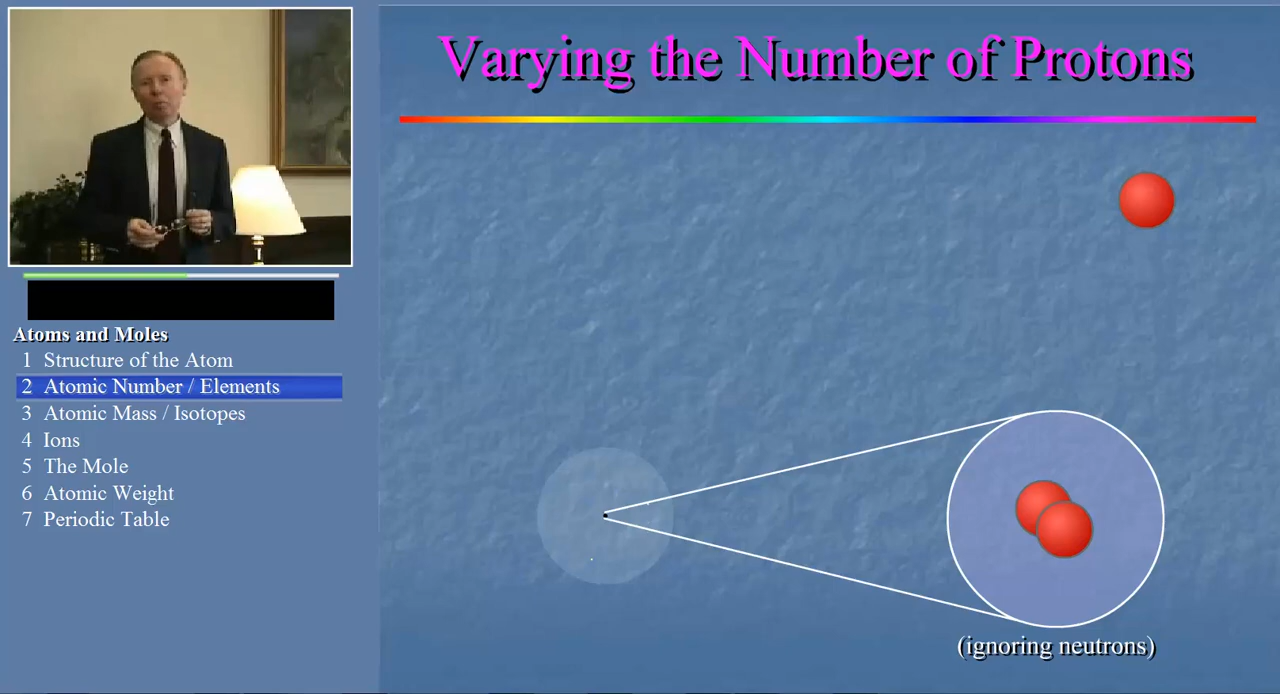 Varying the Number of Protons
Atoms and Moles
1 Structure of the Atom
2 Atomic Number / Elements
3 Atomic Mass / Isotopes
4 Ions
5 The Mole
6 Atomic Weight
7 Periodic Table
(ignoring neutrons)